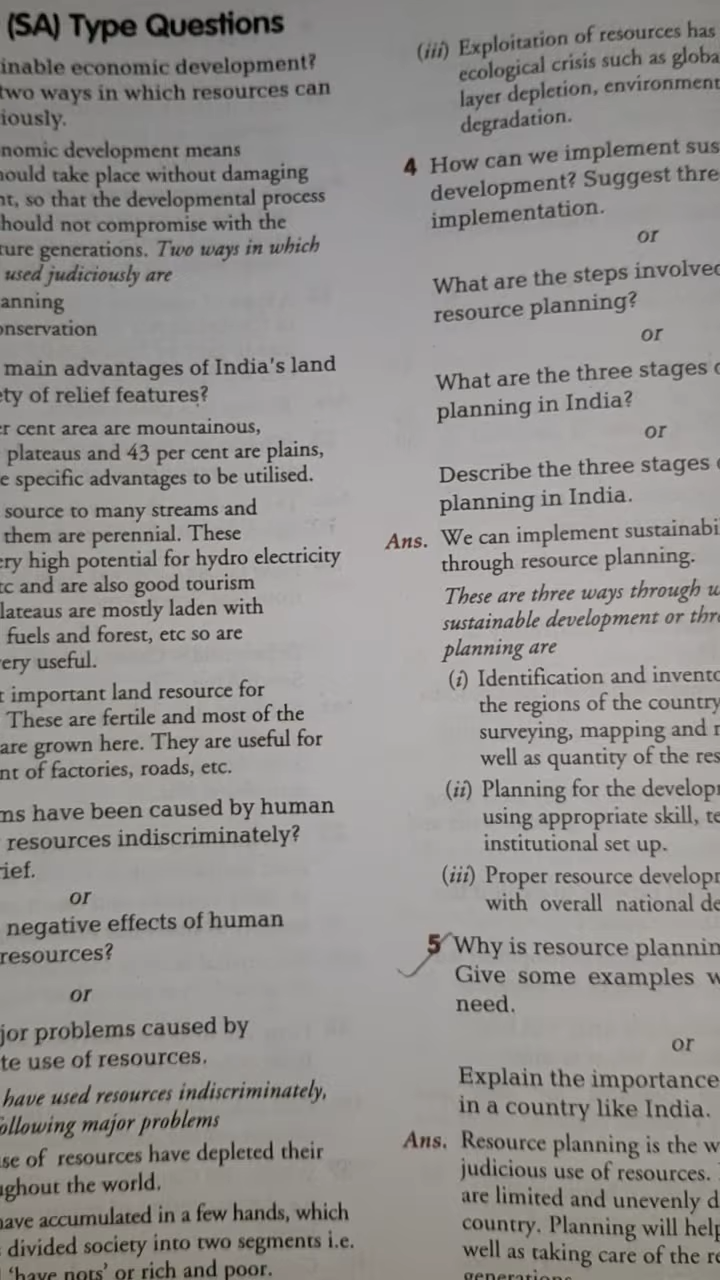 (SA) Type Questions
inable economic development?
two ways in which resources can
iously.
nomic development means
ould take place without damaging
nt, so that the developmental process
hould not compromise with the
ture generations. Two ways in which
used judiciously are
anning
onservation
main advantages of India's land
ety of relief features?
er cent area are mountainous,
plateaus and 43 per cent are plains,
e specific advantages to be utilised.
source to many streams and
them are perennial. These
ery high potential for hydro electricity
tc and are also good tourism
lateaus are mostly laden with
fuels and forest, etc so are
ery useful.
t important land resource for
These are fertile and most of the
are grown here. They are useful for
nt of factories, roads, etc.
ms have been caused by human
resources indiscriminately?
rief.
or
negative effects of human
resources?
or
jor problems caused by
te use of resources.
have used resources indiscriminately,
ollowing major problems
se of resources have depleted their
ughout the world.
have accumulated in a few hands, which
divided society into two segments i.e.
'have nots' or rich and poor.
(iii) Exploitation of resources has
ecological crisis such as globa
layer depletion, environment
degradation.
4 How can we implement sus
development? Suggest thre
implementation.
or
What are the steps involved
resource planning?
or
What are the three stages o
planning in India?
or
Describe the three stages o
planning in India.
Ans. We can implement sustainabi
through resource planning.
These are three ways through w
sustainable development or thro
planning are
(i) Identification and invento
the regions of the country
surveying, mapping and r
well as quantity of the res
(ii) Planning for the developm
using appropriate skill, te
institutional set up.
(iii) Proper resource developm
with overall national de
5 Why is resource plannin
Give some examples w
need.
or
Explain the importance
in a country like India.
Ans. Resource planning is the w
judicious use of resources.
are limited and unevenly d
country. Planning will help
well as taking care of the re
generations